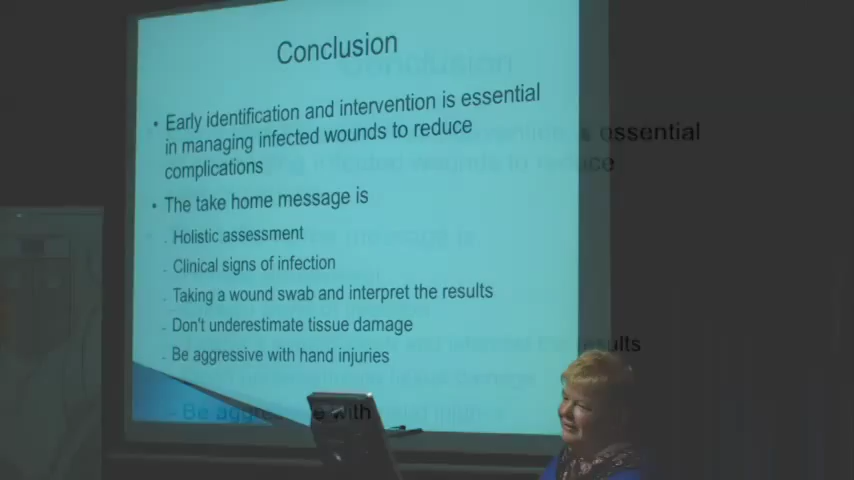 Conclusion
• Early identification and intervention is essential
in managing infected wounds to reduce
complications
• The take home message is
- Holistic assessment
- Clinical signs of infection
- Taking a wound swab and interpret the results
- Don't underestimate tissue damage
- Be aggressive with hand injuries